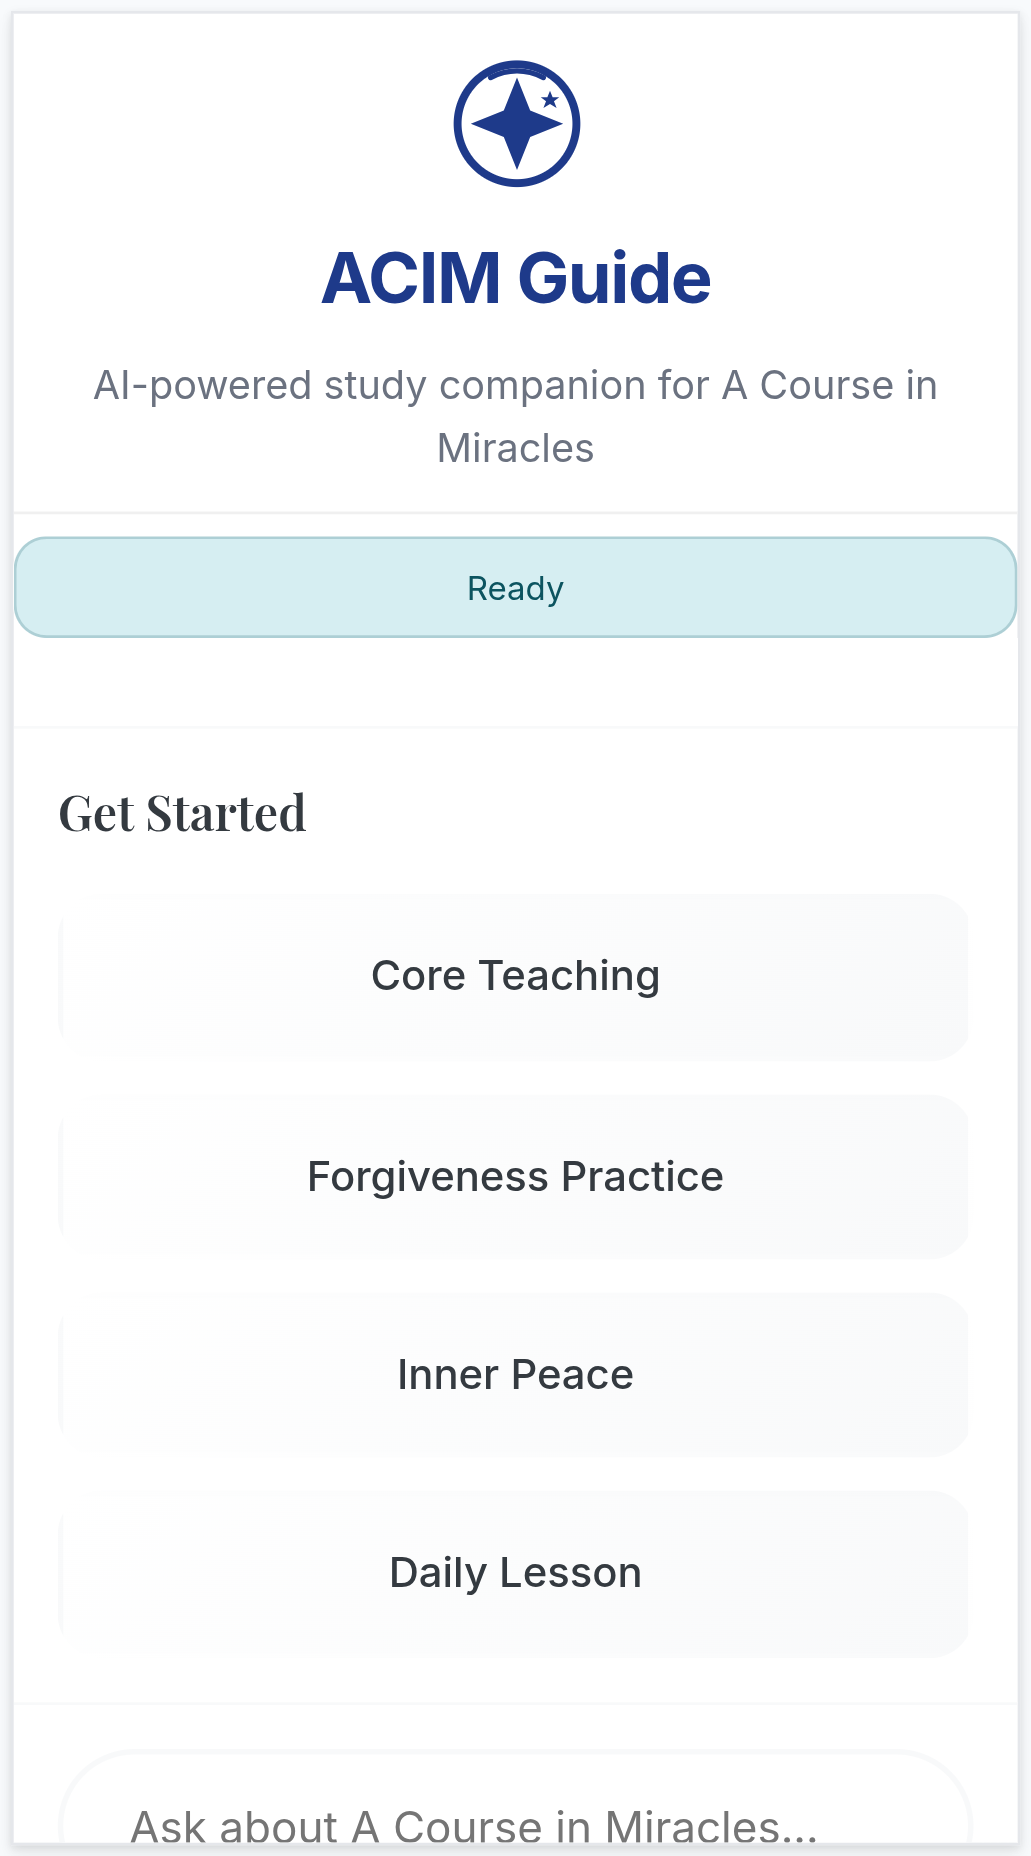 ACIM Guide
AI-powered study companion for A Course in
Miracles
Ready
Get Started
Core Teaching
Forgiveness Practice
Inner Peace
Daily Lesson
Ask about A Course in Miracles...